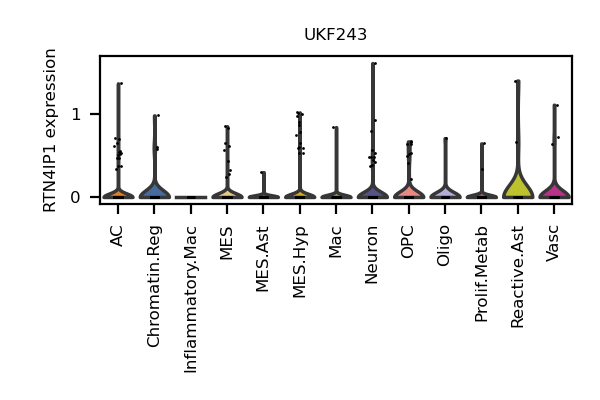 UKF243
RTN4IP1 expression
1
0
AC
Chromatin.Reg
Inflammatory.Mac
MES
MES.Ast
MES.Hyp
Mac
Neuron
OPC
Oligo
Prolif.Metab
Reactive.Ast
Vasc